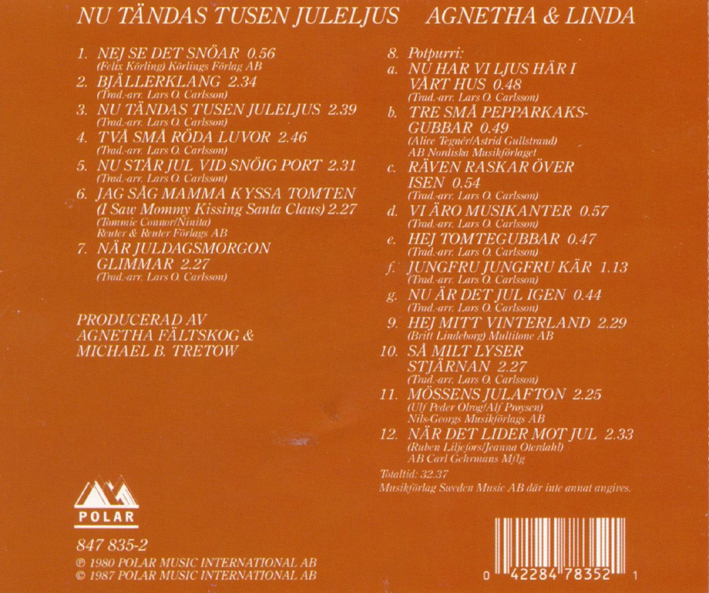 NU TÄNDAS TUSEN JULELJUS AGNETHA & LINDA
1. NEJ SE DET SNÖAR 0.56
(Felix Körling) Körlings Förlag AB
2. BJÄLLERKLANG 2.34
(Trad.-arr. Lars O. Carlsson)
3. NU TÄNDAS TUSEN JULELJUS 2.39
(Trad.-arr. Lars O. Carlsson)
4. TVÅ SMÅ RÖDA LUVOR 2.46
(Trad.-arr. Lars O. Carlsson)
5. NU STÅR JUL VID SNÖIG PORT 2.31
(Trad.-arr. Lars O. Carlsson)
6. JAG SÅG MAMMA KYSSA TOMTEN
(I Saw Mommy Kissing Santa Claus) 2.27
(Tommie Connor/Ninita)
Reuter & Reuter Förlags AB
7. NÄR JULDAGSMORGON
GLIMMAR 2.27
(Trad.-arr. Lars O. Carlsson)
PRODUCERAD AV
AGNETHA FÄLTSKOG &
MICHAEL B. TRETOW
8. Potpurri:
a. NU HAR VI LJUS HÄR I
VÅRT HUS 0.48
(Trad.-arr. Lars O. Carlsson)
b. TRE SMÅ PEPPARKAKS-
GUBBAR 0.49
(Alice Tegnér/Astrid Gullstrand)
AB Nordiska Musikförlaget
c. RÄVEN RASKAR ÖVER
ISEN 0.54
(Trad.-arr. Lars O. Carlsson)
d. VI ÄRO MUSIKANTER 0.57
(Trad.-arr. Lars O. Carlsson)
e. HEJ TOMTEGUBBAR 0.47
(Trad.-arr. Lars O. Carlsson)
f. JUNGFRU JUNGFRU KÄR 1.13
(Trad.-arr. Lars O. Carlsson)
g. NU ÄR DET JUL IGEN 0.44
(Trad.-arr. Lars O. Carlsson)
9. HEJ MITT VINTERLAND 2.29
(Britt Lindeborg) Multitone AB
10. SÅ MILT LYSER
STJÄRNAN 2.27
(Trad.-arr. Lars O. Carlsson)
11. MÖSSENS JULAFTON 2.25
(Ulf Peder Olrog/Alf Prøysen)
Nils-Georgs Musikförlags AB
12. NÄR DET LIDER MOT JUL 2.33
(Ruben Liljefors/Jeanna Oterdahl)
AB Carl Gehrmans Mflg
Totaltid: 32.37
Musikförlag Sweden Music AB där inte annat angives.
POLAR
847 835-2
℗ 1980 POLAR MUSIC INTERNATIONAL AB
© 1987 POLAR MUSIC INTERNATIONAL AB
0 42284 78352 1